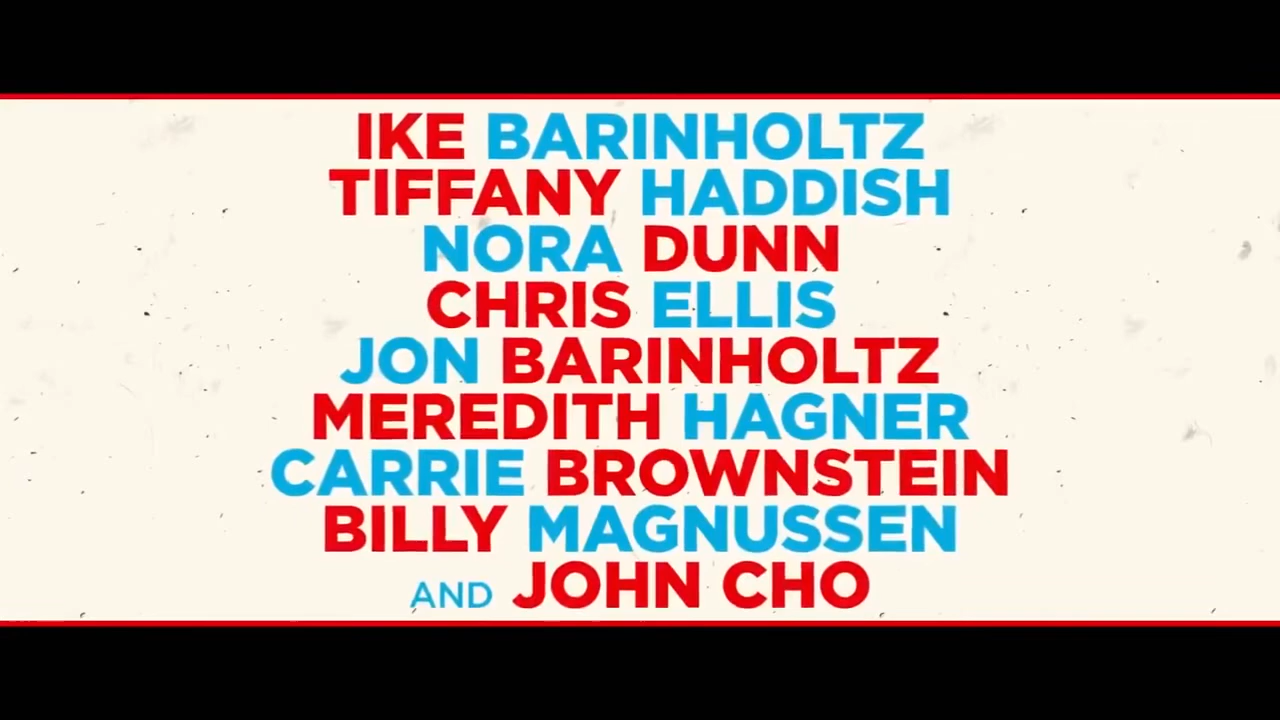 IKE BARINHOLTZ
TIFFANY HADDISH
NORA DUNN
CHRIS ELLIS
JON BARINHOLTZ
MEREDITH HAGNER
CARRIE BROWNSTEIN
BILLY MAGNUSSEN
AND JOHN CHO